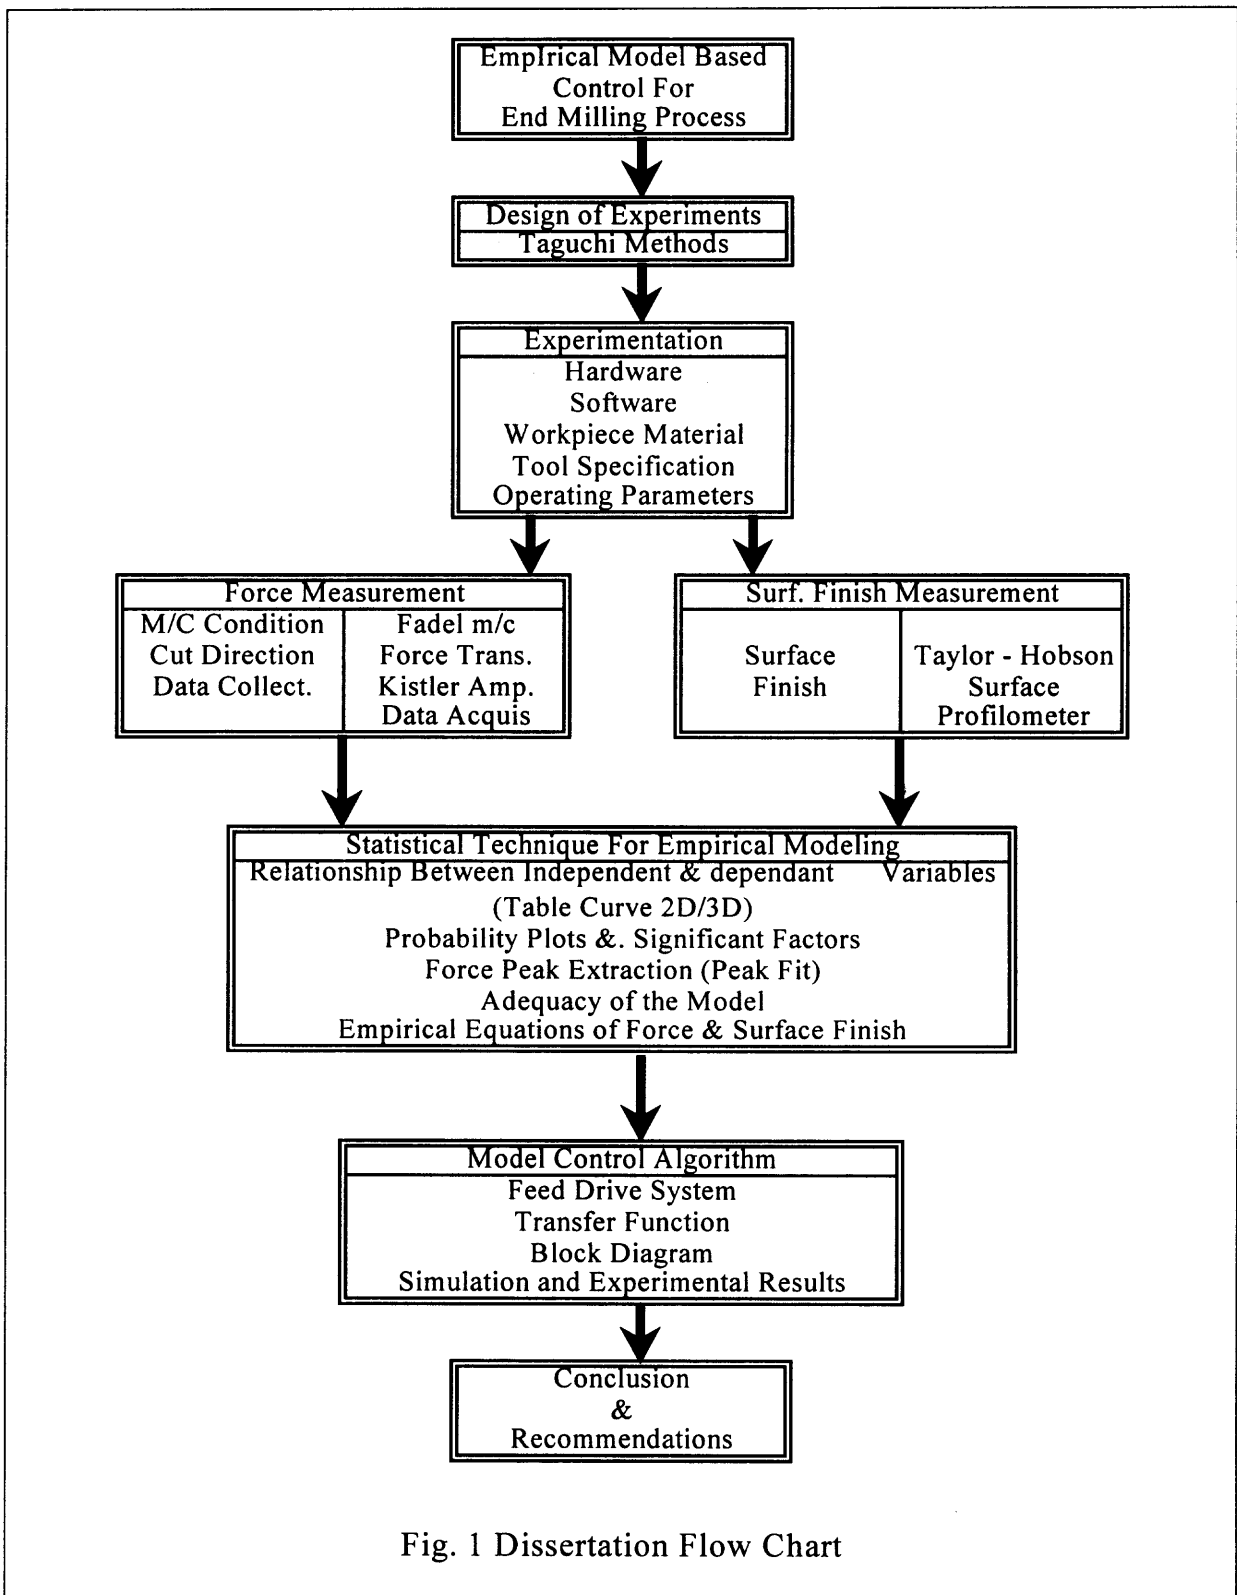 Empirical Model Based
Control For
End Milling Process
Design of Experiments
Taguchi Methods
Experimentation
Hardware
Software
Workpiece Material
Tool Specification
Operating Parameters
Force Measurement
M/C Condition
Cut Direction
Data Collect.
Fadel m/c
Force Trans.
Kistler Amp.
Data Acquis
Surf. Finish Measurement
Surface
Finish
Taylor - Hobson
Surface
Profilometer
Statistical Technique For Empirical Modeling
Relationship Between Independent & dependant Variables
(Table Curve 2D/3D)
Probability Plots &. Significant Factors
Force Peak Extraction (Peak Fit)
Adequacy of the Model
Empirical Equations of Force & Surface Finish
Model Control Algorithm
Feed Drive System
Transfer Function
Block Diagram
Simulation and Experimental Results
Conclusion
&
Recommendations
Fig. 1 Dissertation Flow Chart